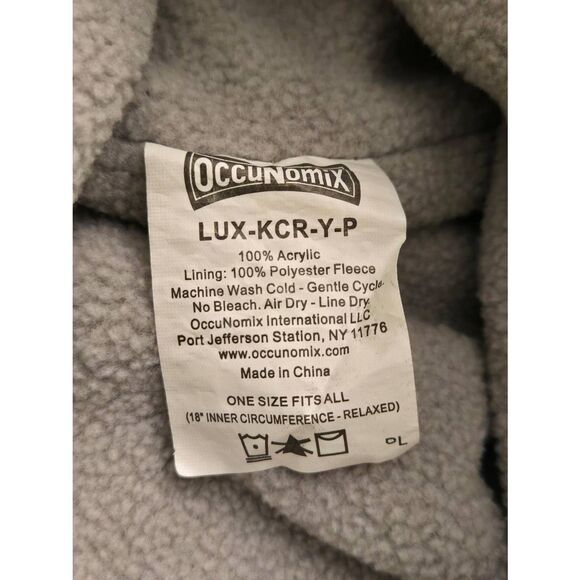 OCCUNOMIX
LUX-KCR-Y-P
100% Acrylic
Lining: 100% Polyester Fleece
Machine Wash Cold - Gentle Cycle
No Bleach. Air Dry - Line Dry
OccuNomix International LLC
Port Jefferson Station, NY 11776
www.occunomix.com
Made in China
ONE SIZE FITS ALL
(18" INNER CIRCUMFERENCE - RELAXED)